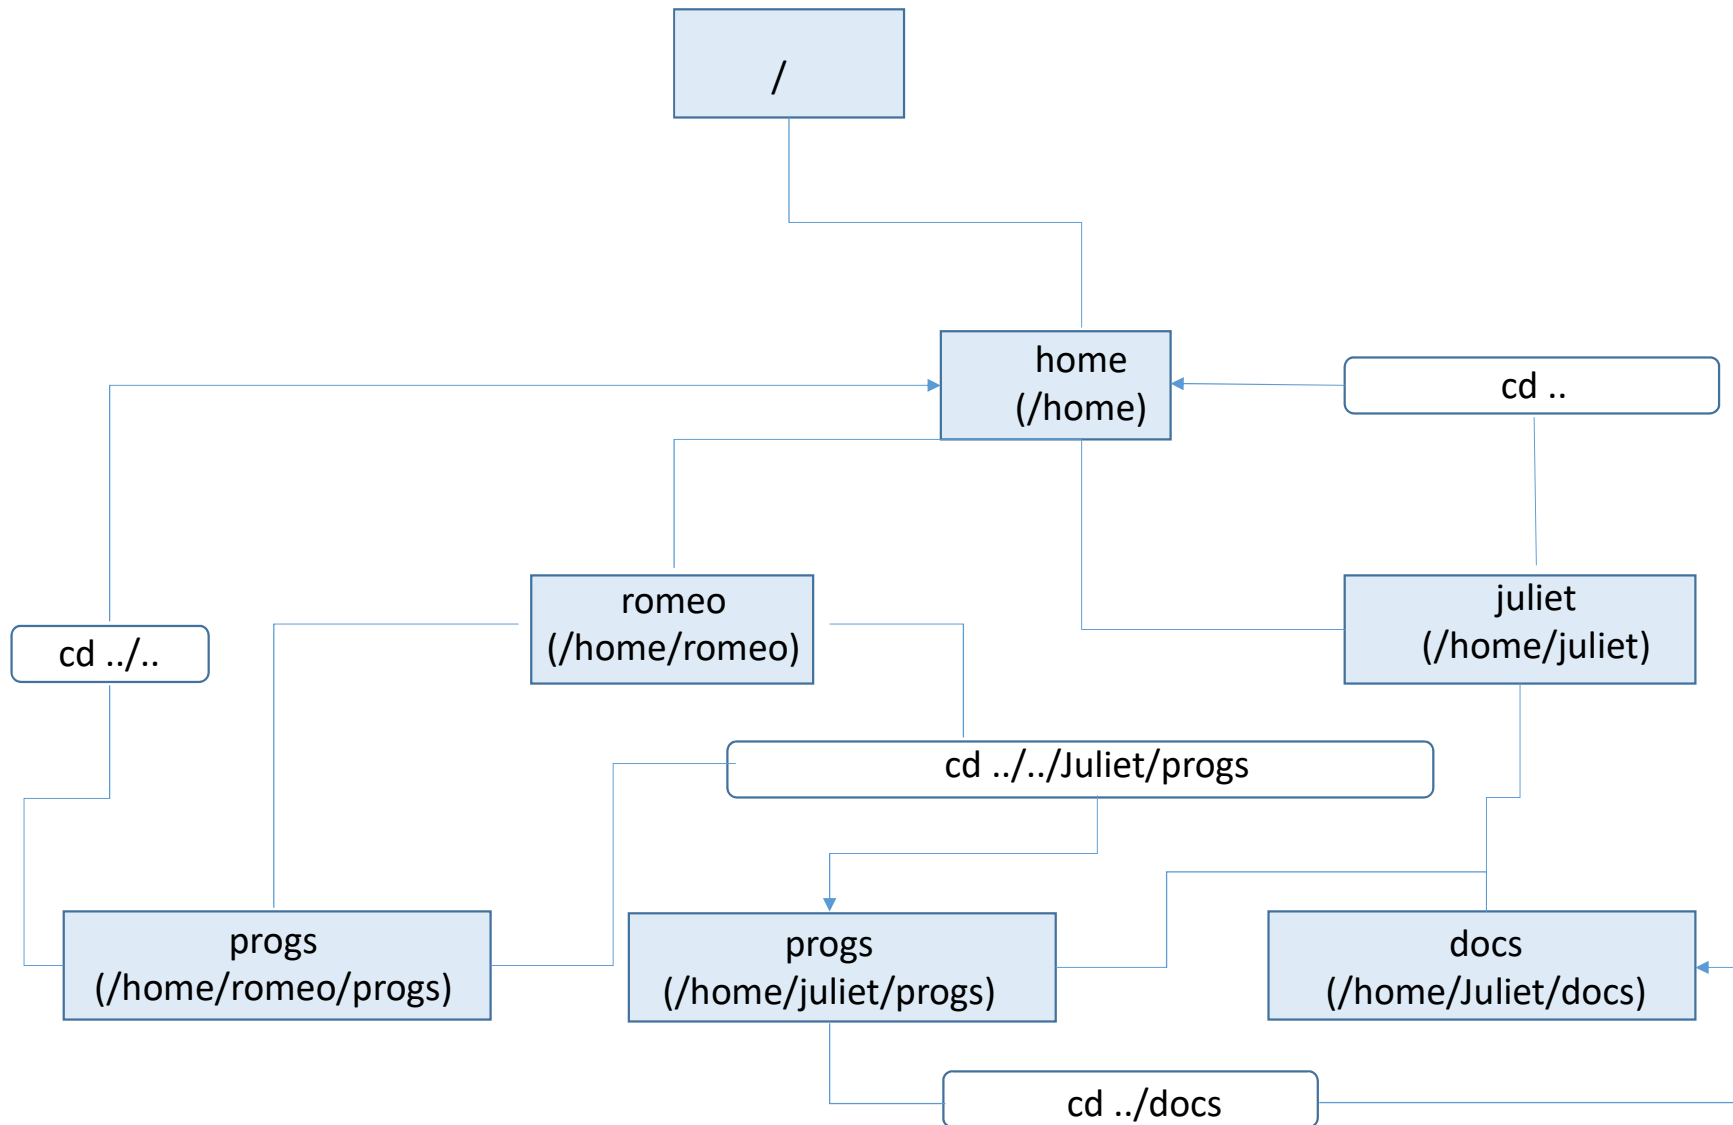 /
home
(/home)
cd ..
romeo
(/home/romeo)
juliet
(/home/juliet)
cd ../..
cd ../../Juliet/progs
progs
(/home/romeo/progs)
progs
(/home/juliet/progs)
docs
(/home/Juliet/docs)
cd ../docs